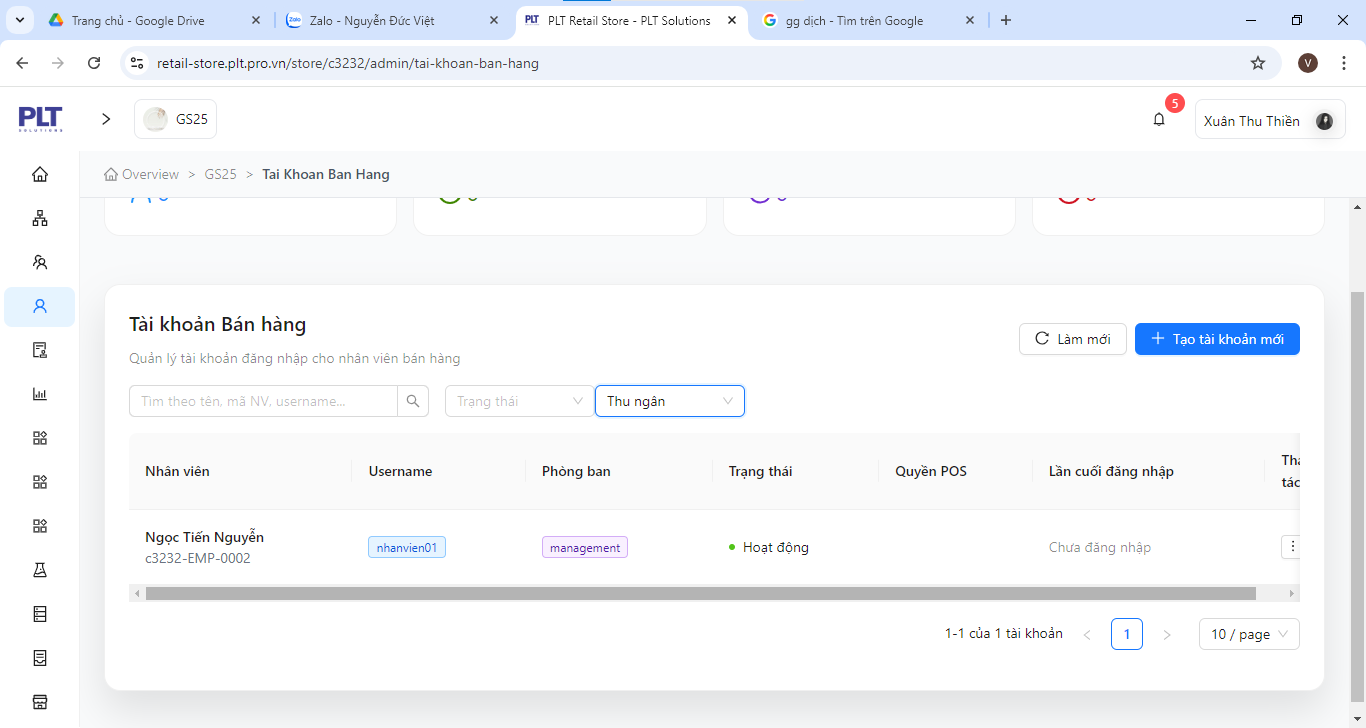 Trang chủ - Google Drive
Zalo - Nguyễn Đức Việt
PLT Retail Store - PLT Solutions
gg dịch - Tìm trên Google
retail-store.plt.pro.vn/store/c3232/admin/tai-khoan-ban-hang
V
PLT
SOLUTIONS
GS25
5
Xuân Thu Thiền
Overview > GS25 > Tai Khoan Ban Hang
Tài khoản Bán hàng
Quản lý tài khoản đăng nhập cho nhân viên bán hàng
Làm mới
Tạo tài khoản mới
Tìm theo tên, mã NV, username...
Trạng thái
Thu ngân
Nhân viên
Username
Phòng ban
Trạng thái
Quyền POS
Lần cuối đăng nhập
Ngọc Tiến Nguyễn
c3232-EMP-0002
nhanvien01
management
Hoạt động
Chưa đăng nhập
1-1 của 1 tài khoản
1
10 / page